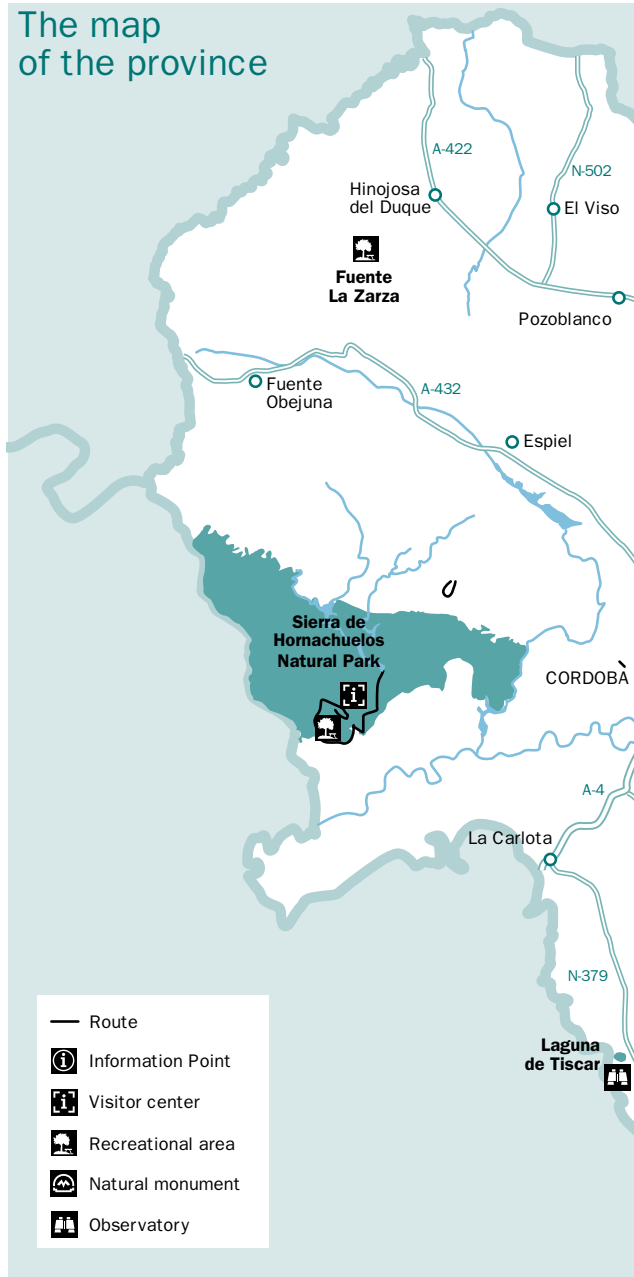 The map
of the province
A-422
N-502
Hinojosa
del Duque
El Viso
Fuente
La Zarza
Pozoblanco
Fuente
Obejuna
A-432
Espiel
Sierra de
Hornachuelos
Natural Park
CORDOBÀ
A-4
La Carlota
N-379
Laguna
de Tiscar
Route
Information Point
Visitor center
Recreational area
Natural monument
Observatory